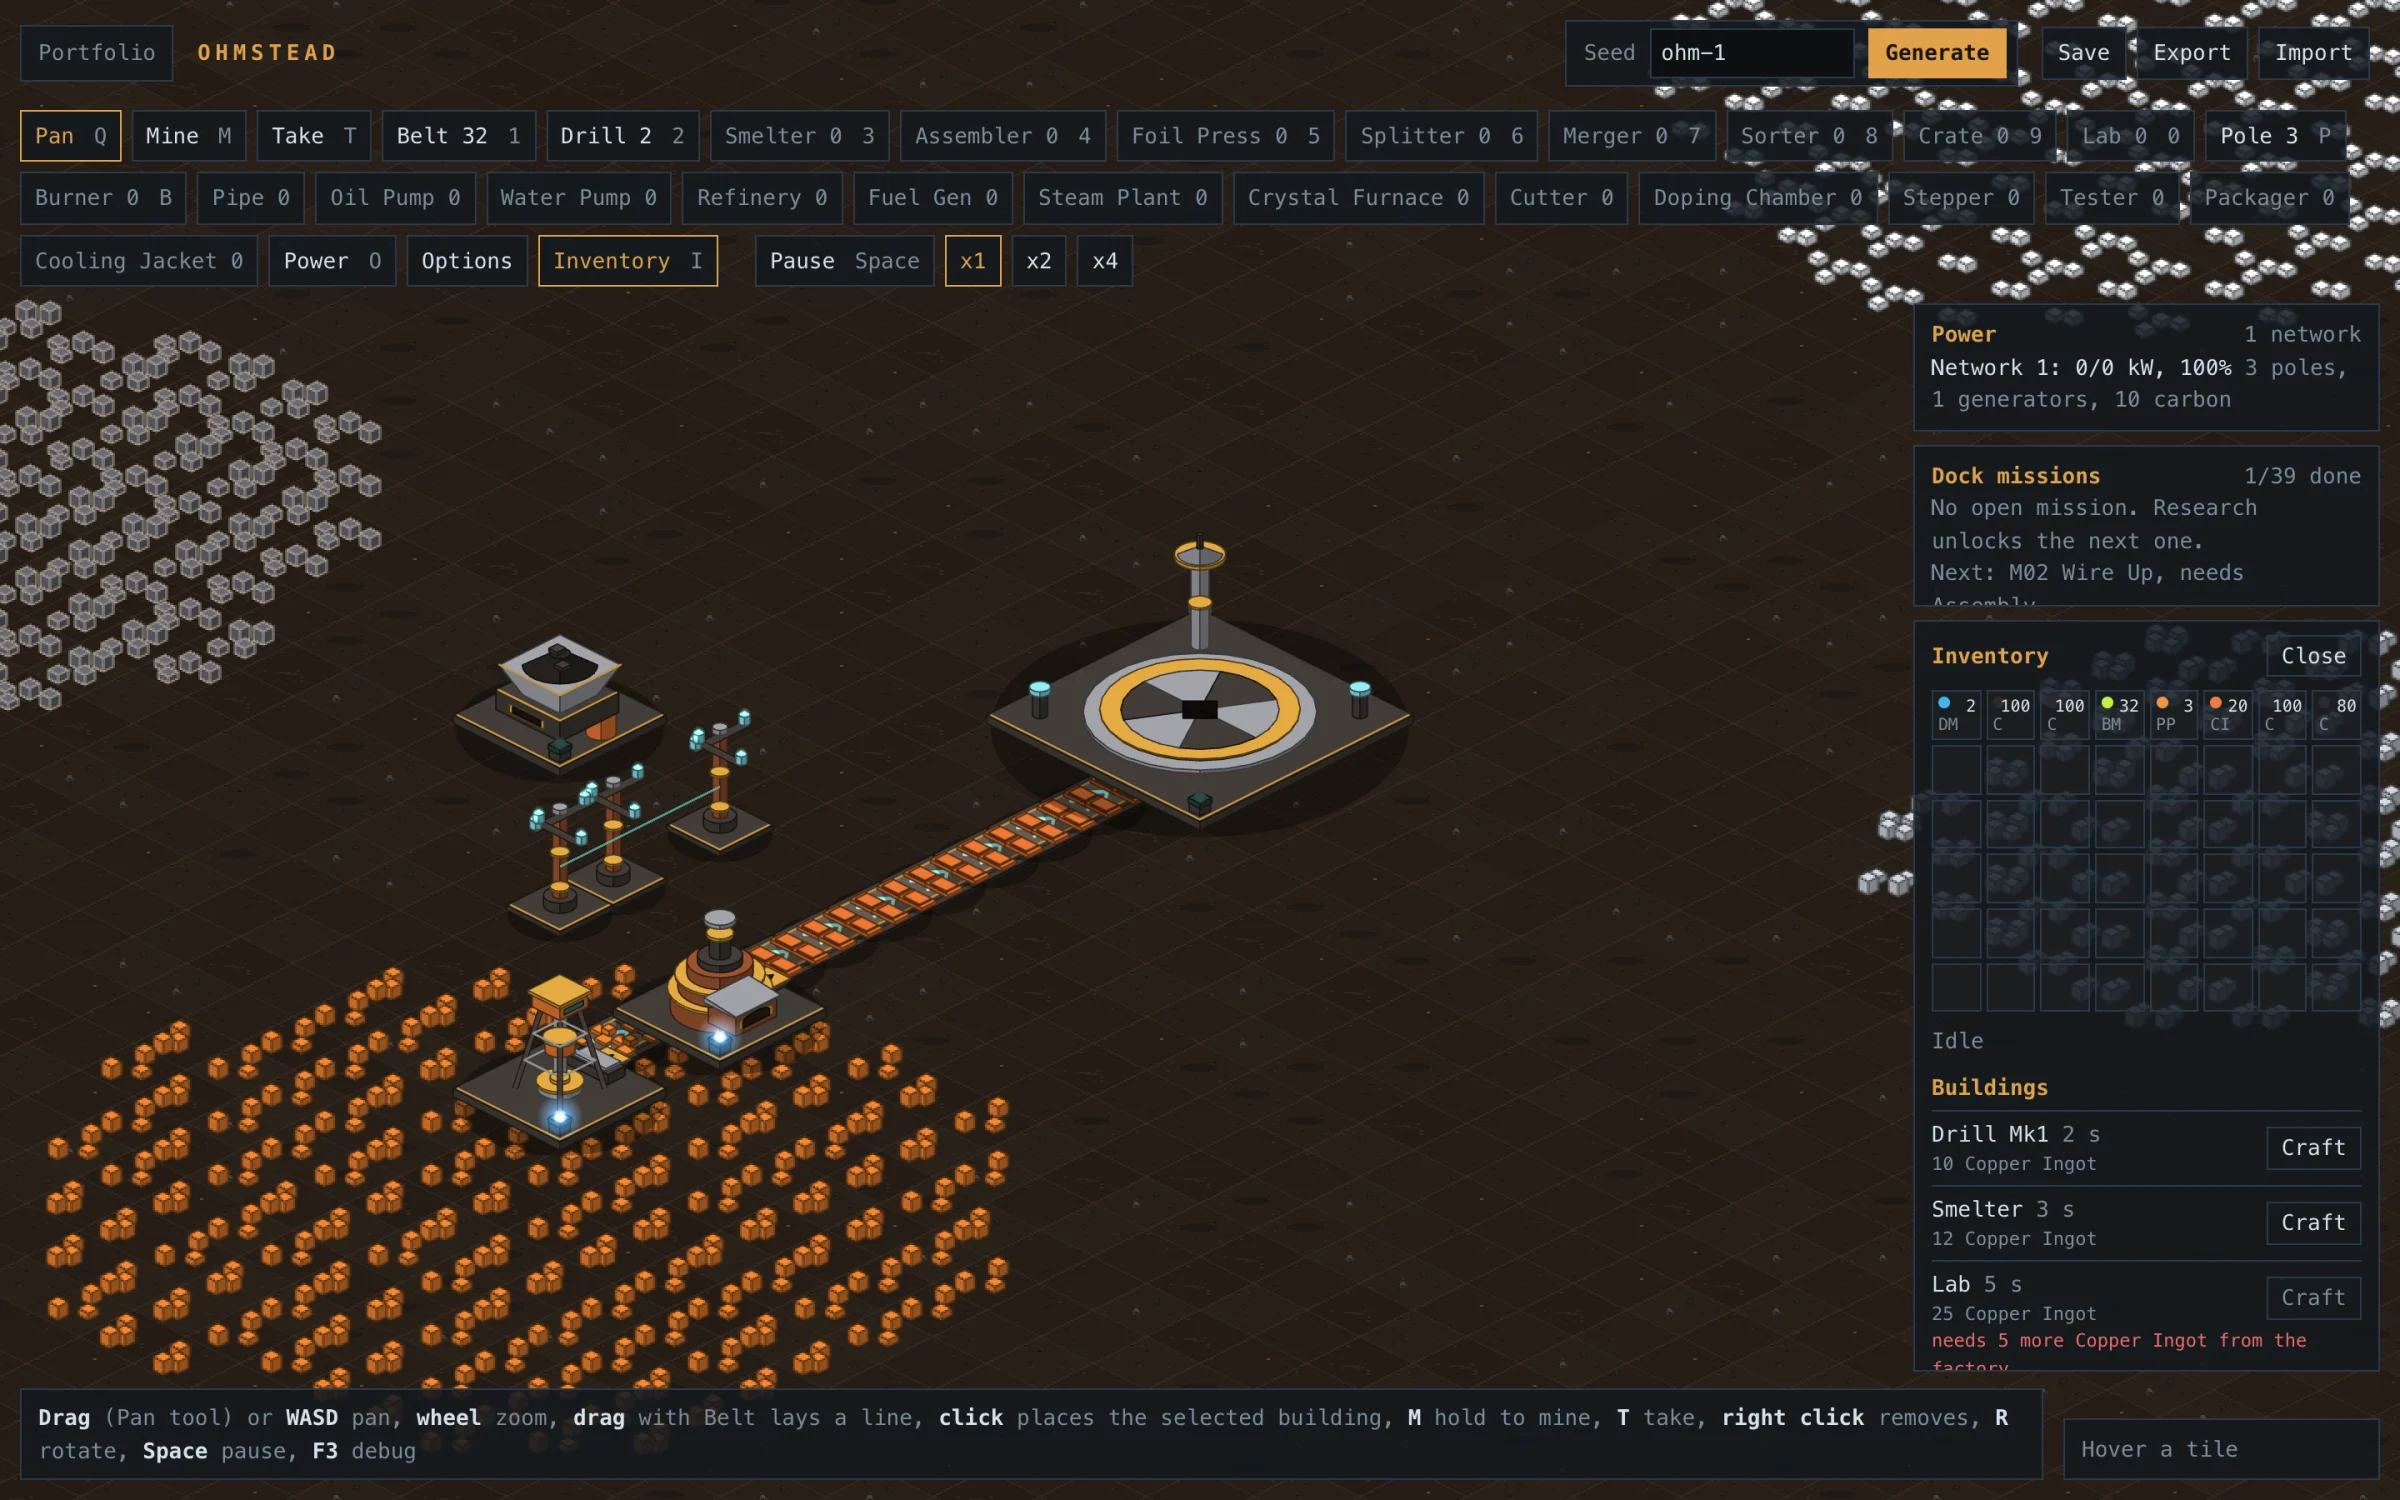 Portfolio OHMSTEAD Seed ohm-1 Generate Save Export Import
Pan Q Mine M Take T Belt 32 1 Drill 2 2 Smelter 0 3 Assembler 0 4 Foil Press 0 5 Splitter 0 6 Merger 0 7 Sorter 0 8 Crate 0 9 Lab 0 0 Pole 3 P
Burner 0 B Pipe 0 Oil Pump 0 Water Pump 0 Refinery 0 Fuel Gen 0 Steam Plant 0 Crystal Furnace 0 Cutter 0 Doping Chamber 0 Stepper 0 Tester 0 Packager 0
Cooling Jacket 0 Power O Options Inventory I Pause Space x1 x2 x4
Power 1 network
Network 1: 0/0 kW, 100% 3 poles,
1 generators, 10 carbon
Dock missions 1/39 done
No open mission. Research
unlocks the next one.
Next: M02 Wire Up, needs
Assembly
Inventory Close
2 100 100 32 3 20 100 80
DM C C BM PP CI C C
Idle
Buildings
Drill Mk1 2 s Craft
10 Copper Ingot
Smelter 3 s Craft
12 Copper Ingot
Lab 5 s Craft
25 Copper Ingot
needs 5 more Copper Ingot from the
factory
Drag (Pan tool) or WASD pan, wheel zoom, drag with Belt lays a line, click places the selected building, M hold to mine, T take, right click removes, R
rotate, Space pause, F3 debug
Hover a tile